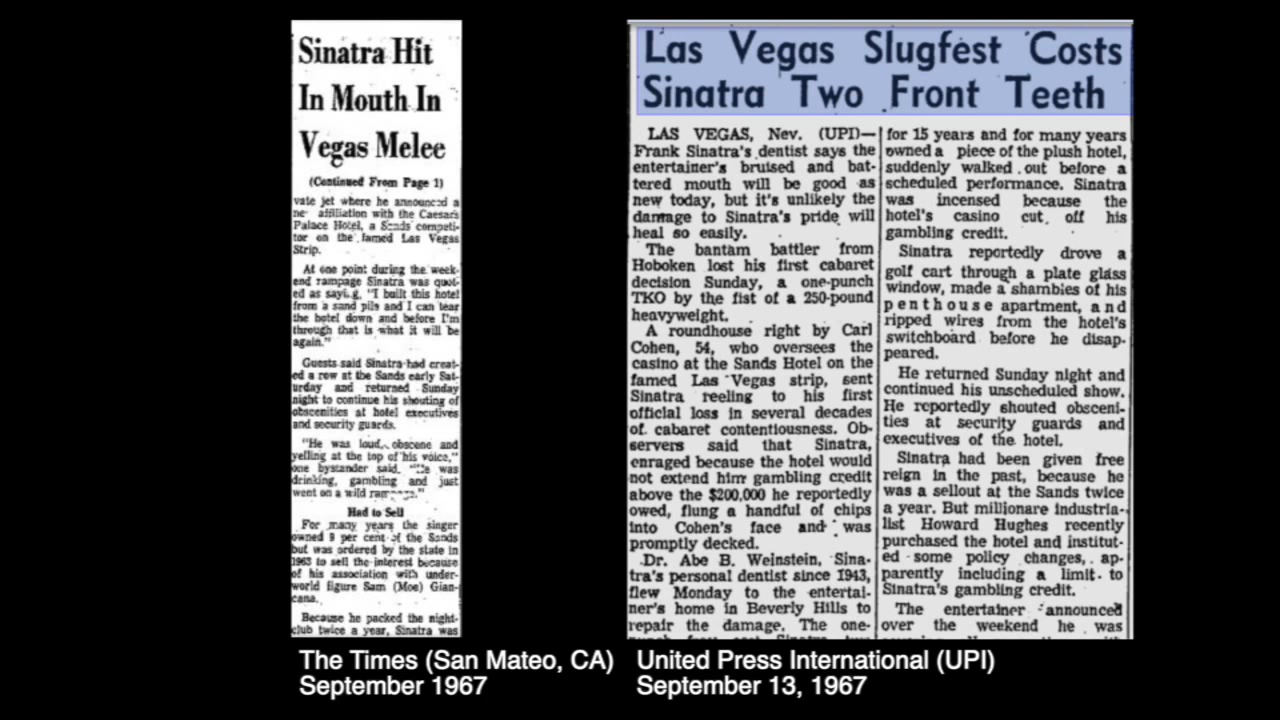 Sinatra Hit
In Mouth In
Vegas Melee
(Continued From Page 1)
vate jet where he announced a
ne- affiliation with the Caesars
Palace Hotel, a Sands competi-
tor on the famed Las Vegas
Strip.
At one point during the week-
end rampage Sinatra was quot-
ed as saying, "I built this hotel
from a sand pile and I can tear
the hotel down and before I'm
through that is what it will be
again."
Guests said Sinatra had creat-
ed a row at the Sands early Sat-
urday and returned Sunday
night to continue his shouting of
obscenities at hotel executives
and security guards.
"He was loud, obscene and
yelling at the top of his voice,"
one bystander said. "He was
drinking, gambling and just
went on a wild rampage."
Had to Sell
For many years the singer
owned 9 per cent of the Sands
but was ordered by the state in
1963 to sell the interest because
of his association with under-
world figure Sam (Moe) Gian-
cana.
Because he packed the night-
club twice a year, Sinatra was
The Times (San Mateo, CA)
September 1967
Las Vegas Slugfest Costs
Sinatra Two Front Teeth
LAS VEGAS, Nev. (UPI)—
Frank Sinatra's dentist says the
entertainer's bruised and bat-
tered mouth will be good as
new today, but it's unlikely the
damage to Sinatra's pride will
heal so easily.
The bantam battler from
Hoboken lost his first cabaret
decision Sunday, a one-punch
TKO by the fist of a 250-pound
heavyweight.
A roundhouse right by Carl
Cohen, 54, who oversees the
casino at the Sands Hotel on the
famed Las Vegas strip, sent
Sinatra reeling to his first
official loss in several decades
of cabaret contentiousness. Ob-
servers said that Sinatra,
enraged because the hotel would
not extend him gambling credit
above the $200,000 he reportedly
owed, flung a handful of chips
into Cohen's face and was
promptly decked.
Dr. Abe B. Weinstein, Sina-
tra's personal dentist since 1943,
flew Monday to the entertai-
ner's home in Beverly Hills to
repair the damage. The one-
for 15 years and for many years
owned a piece of the plush hotel,
suddenly walked out before a
scheduled performance. Sinatra
was incensed because the
hotel's casino cut off his
gambling credit.
Sinatra reportedly drove a
golf cart through a plate glass
window, made a shambles of his
penthouse apartment, and
ripped wires from the hotel's
switchboard before he disap-
peared.
He returned Sunday night and
continued his unscheduled show.
He reportedly shouted obsceni-
ties at security guards and
executives of the hotel.
Sinatra had been given free
reign in the past, because he
was a sellout at the Sands twice
a year. But millionare industria-
list Howard Hughes recently
purchased the hotel and institut-
ed some policy changes, ap-
parently including a limit to
Sinatra's gambling credit.
The entertainer announced
over the weekend he was
United Press International (UPI)
September 13, 1967